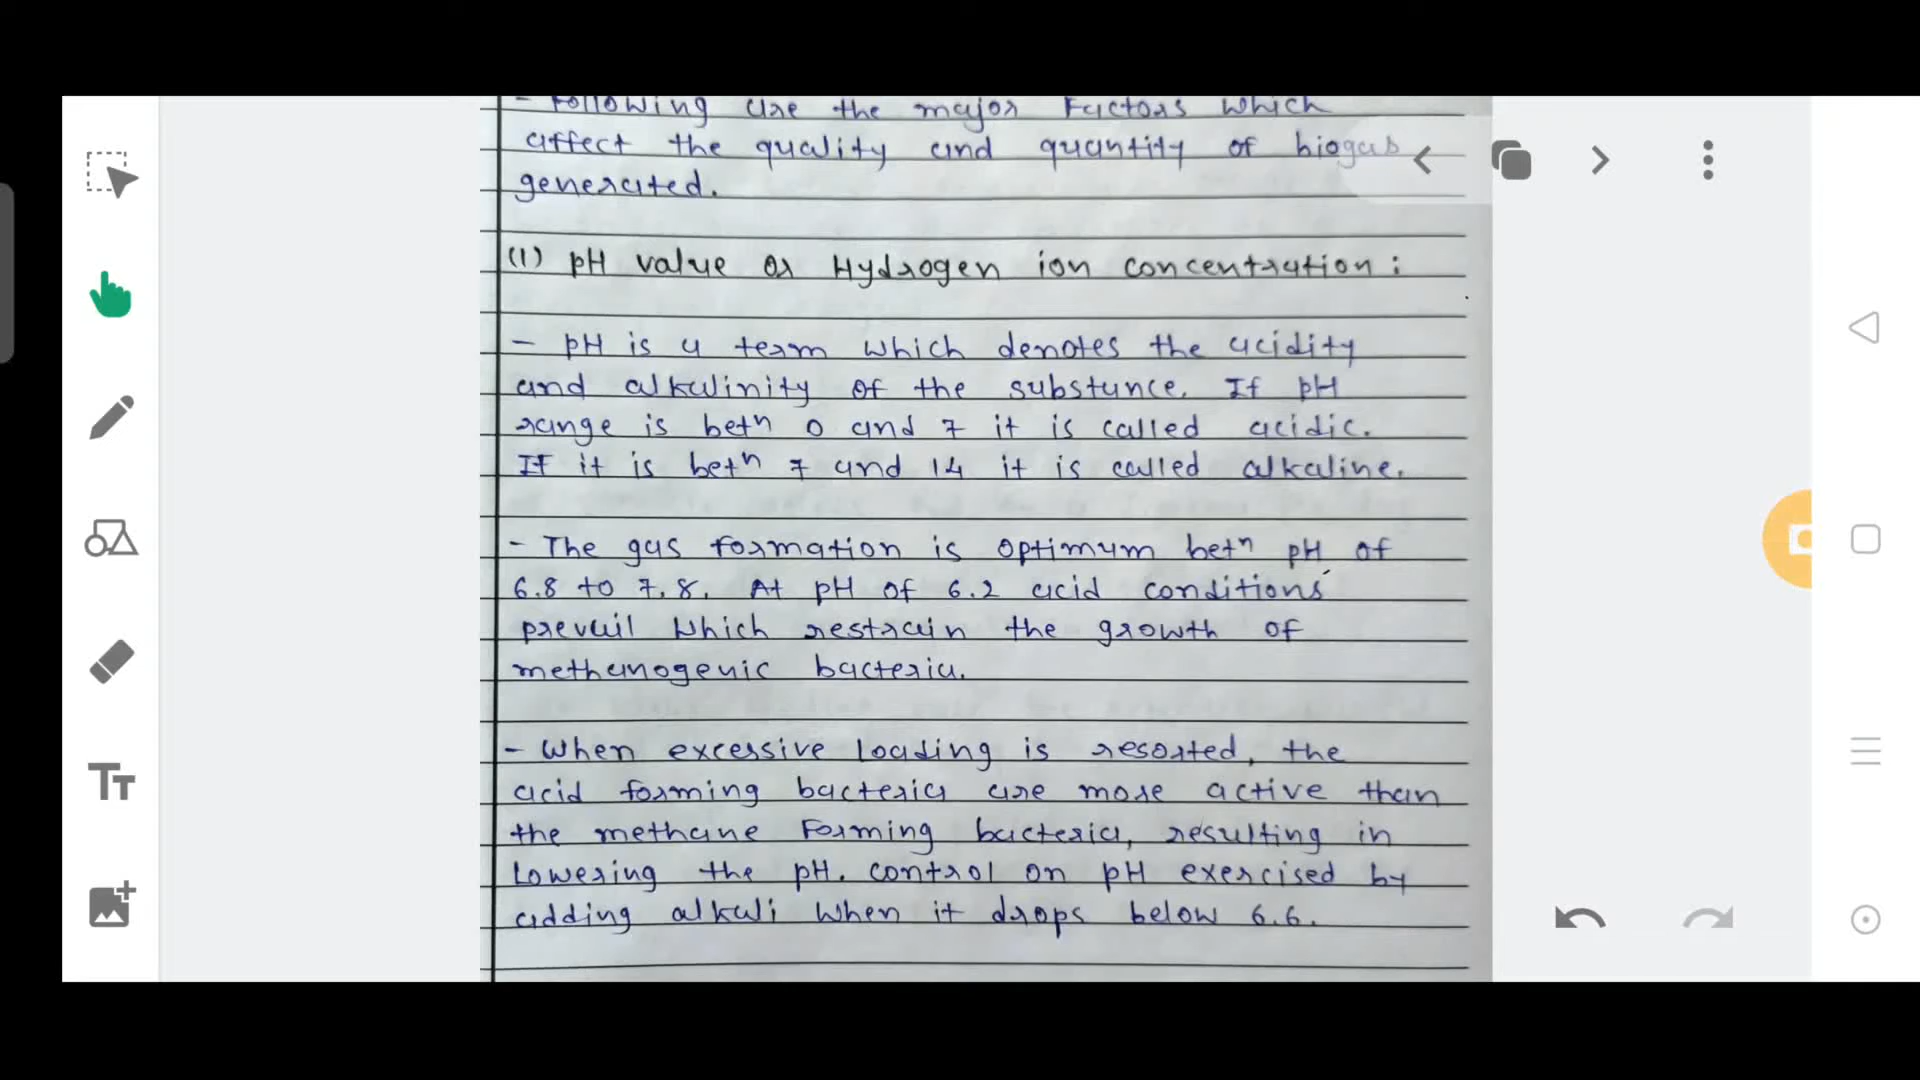 - Following are the major Factors which
affect the quality and quantity of biogas
generated.
(1) pH value or Hydrogen ion concentration :
- pH is a term which denotes the acidity
and alkalinity of the substance. If pH
range is betn 0 and 7 it is called acidic.
If it is betn 7 and 14 it is called alkaline.
- The gas formation is optimum betn pH of
6.8 to 7.8. At pH of 6.2 acid conditions
prevail which restrain the growth of
methanogenic bacteria.
- When excessive loading is resorted, the
acid forming bacteria are more active than
the methane Forming bacteria, resulting in
Lowering the pH. control on pH exercised by
adding alkali when it drops below 6.6.
TT